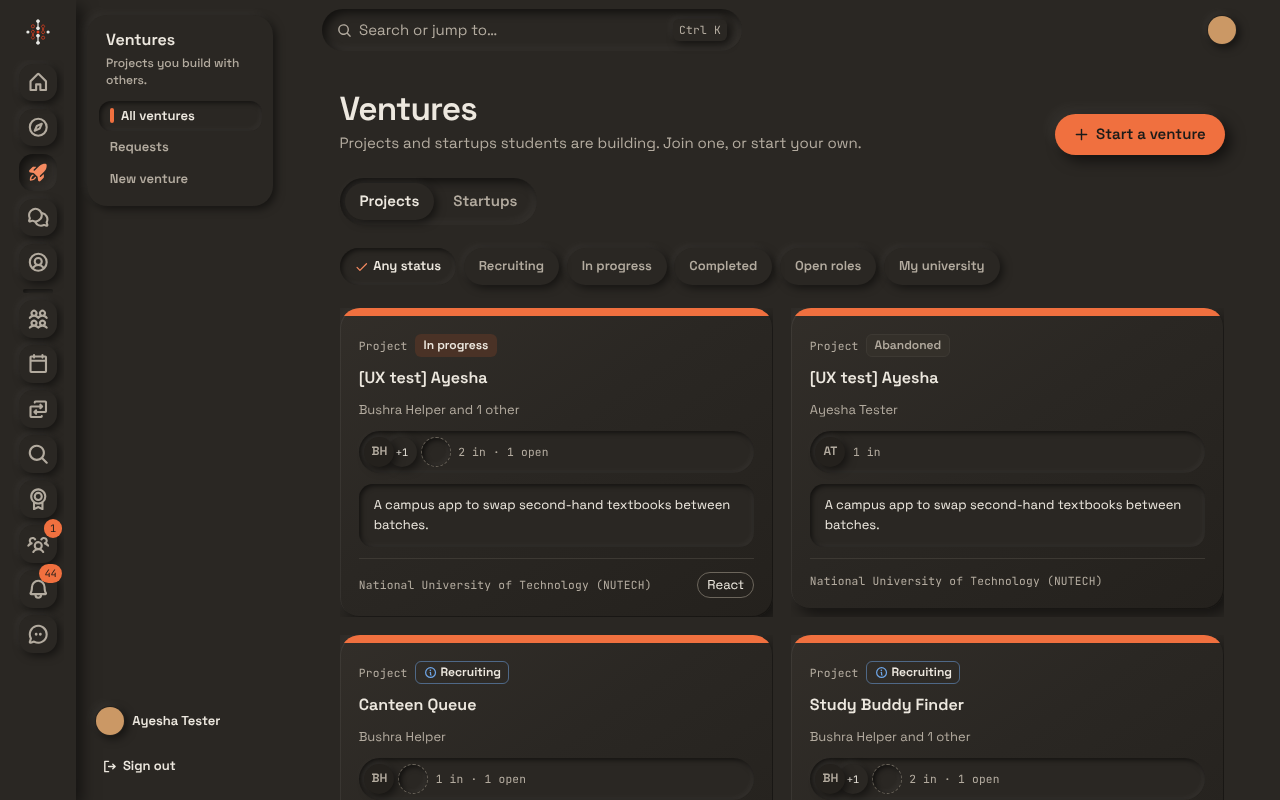 Ventures
Projects you build with
others.
All ventures
Requests
New venture
1
44
Ayesha Tester
Sign out
Search or jump to...
Ctrl K
Ventures
Projects and startups students are building. Join one, or start your own.
+ Start a venture
Projects
Startups
Any status
Recruiting
In progress
Completed
Open roles
My university
Project In progress
[UX test] Ayesha
Bushra Helper and 1 other
BH +1 2 in · 1 open
A campus app to swap second-hand textbooks between
batches.
National University of Technology (NUTECH) React
Project Abandoned
[UX test] Ayesha
Ayesha Tester
AT 1 in
A campus app to swap second-hand textbooks between
batches.
National University of Technology (NUTECH)
Project Recruiting
Canteen Queue
Bushra Helper
BH 1 in · 1 open
Project Recruiting
Study Buddy Finder
Bushra Helper and 1 other
BH +1 2 in · 1 open